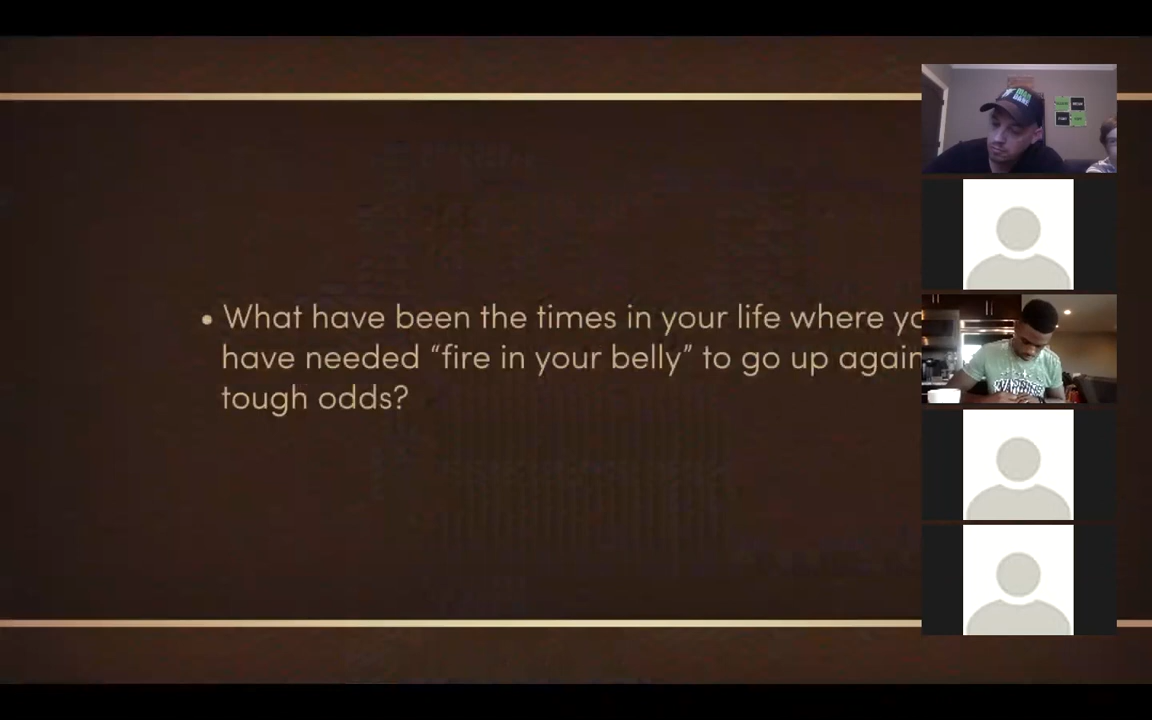 • What have been the times in your life where yo
have needed “fire in your belly” to go up again
tough odds?